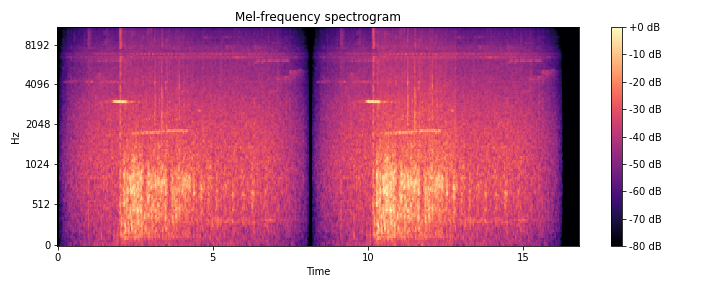 Mel-frequency spectrogram
Hz
8192
4096
2048
1024
512
0
0 5 10 15
Time
+0 dB
-10 dB
-20 dB
-30 dB
-40 dB
-50 dB
-60 dB
-70 dB
-80 dB